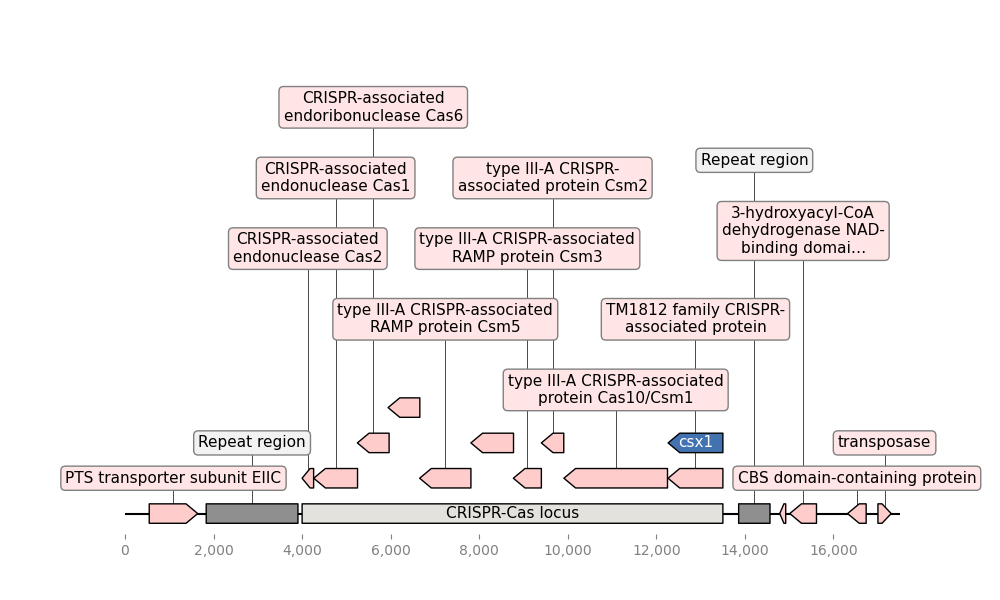 CRISPR-associated
endoribonuclease Cas6
CRISPR-associated
endonuclease Cas1
type III-A CRISPR-
associated protein Csm2
Repeat region
3-hydroxyacyl-CoA
dehydrogenase NAD-
binding domai…
CRISPR-associated
endonuclease Cas2
type III-A CRISPR-associated
RAMP protein Csm3
type III-A CRISPR-associated
RAMP protein Csm5
TM1812 family CRISPR-
associated protein
type III-A CRISPR-associated
protein Cas10/Csm1
Repeat region
csx1
transposase
PTS transporter subunit EIIC
CBS domain-containing protein
CRISPR-Cas locus
0 2,000 4,000 6,000 8,000 10,000 12,000 14,000 16,000